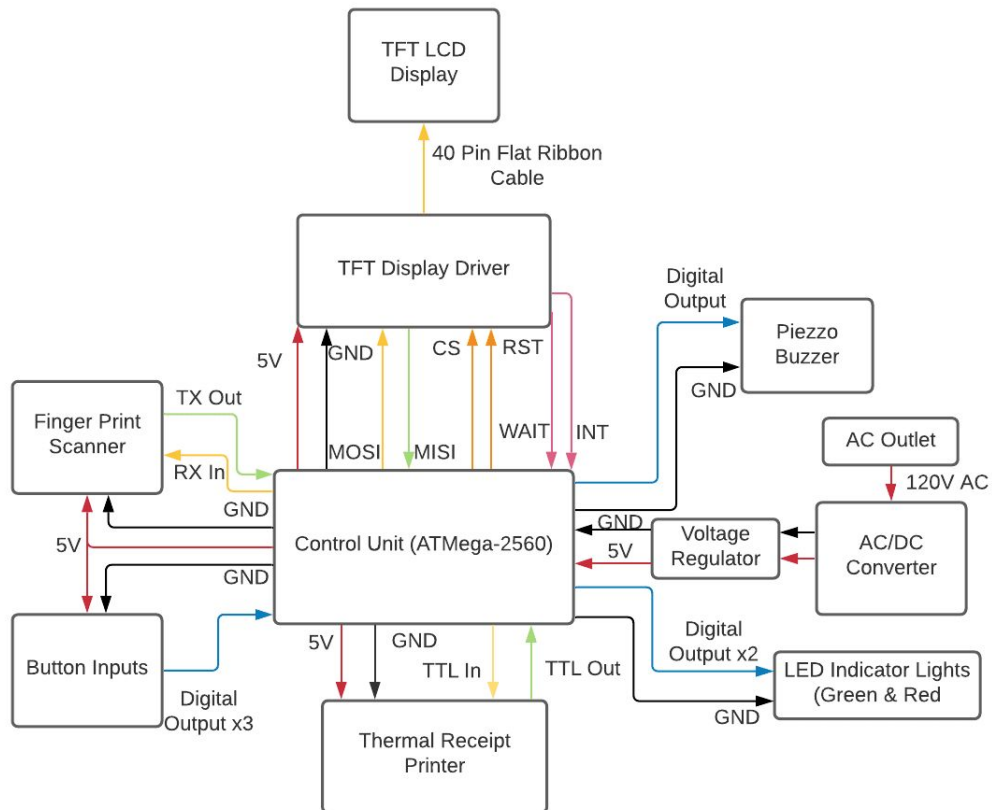 TFT LCD
Display
40 Pin Flat Ribbon
Cable
TFT Display Driver
Digital
Output
Piezzo
Buzzer
GND
5V
GND
CS
RST
MOSI
MISI
WAIT
INT
Finger Print
Scanner
TX Out
RX In
GND
5V
GND
Button Inputs
Digital
Output x3
Control Unit (ATMega-2560)
AC Outlet
120V AC
AC/DC
Converter
Voltage
Regulator
GND
5V
Digital
Output x2
LED Indicator Lights
(Green & Red
GND
5V
GND
TTL In
TTL Out
Thermal Receipt
Printer